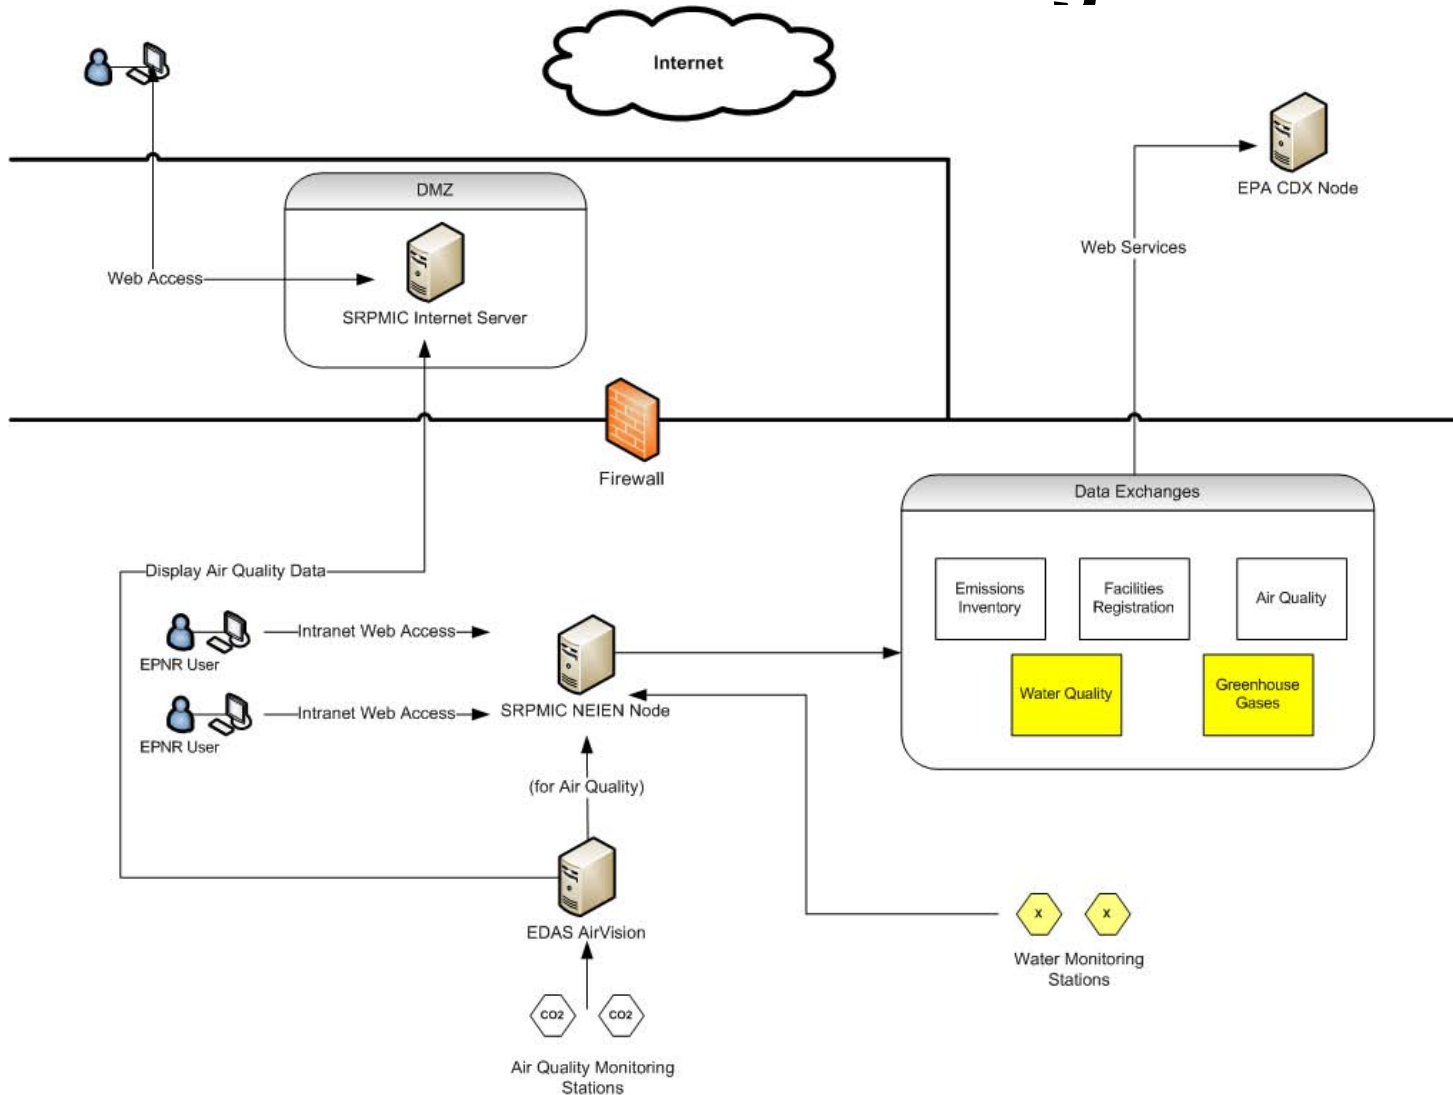 Internet
EPA CDX Node
DMZ
Web Services
Web Access
SRPMIC Internet Server
Firewall
Data Exchanges
Display Air Quality Data
Emissions
Inventory
Facilities
Registration
Air Quality
Intranet Web Access
EPNR User
Water Quality
Greenhouse
Gases
Intranet Web Access
SRPMIC NEIEN Node
EPNR User
(for Air Quality)
EDAS AirVision
X
X
Water Monitoring
Stations
CO2
CO2
Air Quality Monitoring
Stations